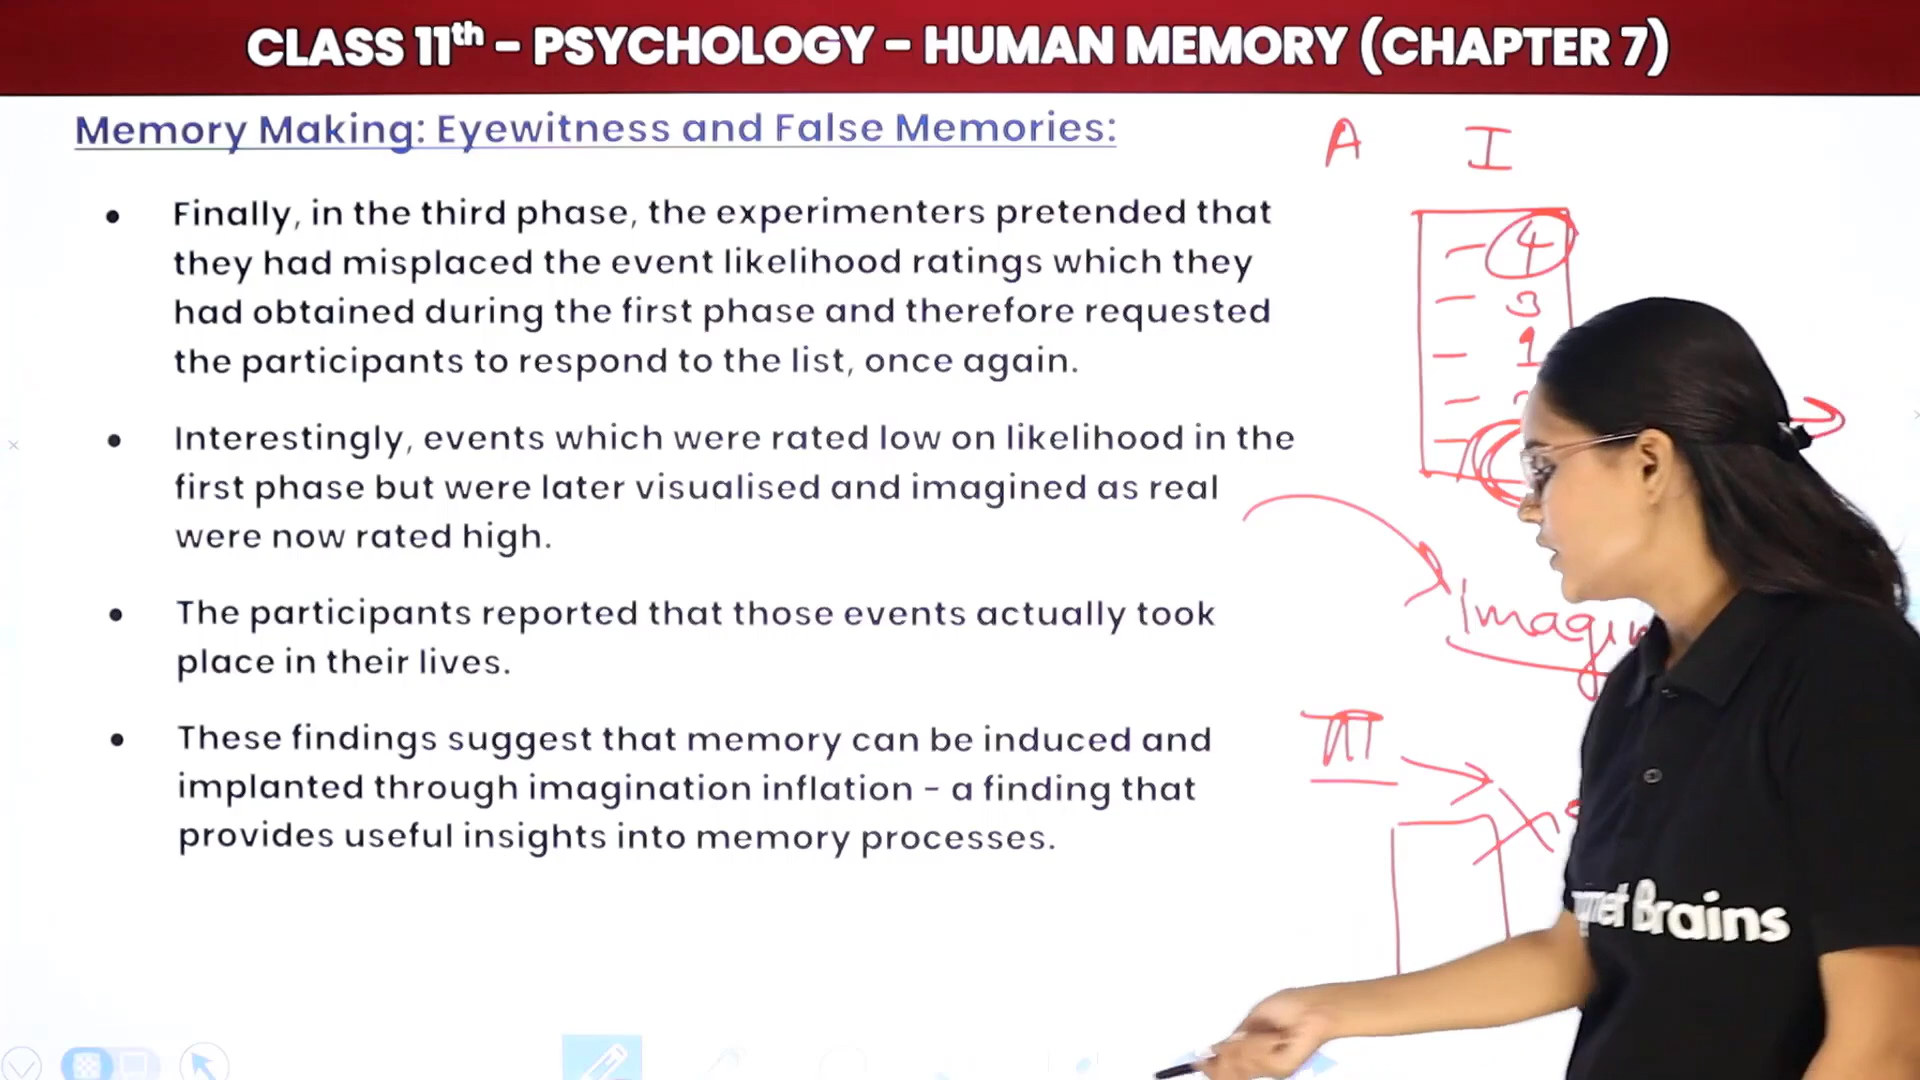 CLASS 11th – PSYCHOLOGY – HUMAN MEMORY (CHAPTER 7)
Memory Making: Eyewitness and False Memories:
A I
• Finally, in the third phase, the experimenters pretended that
they had misplaced the event likelihood ratings which they
had obtained during the first phase and therefore requested
the participants to respond to the list, once again.
– 4
– 3
– 1
• Interestingly, events which were rated low on likelihood in the
first phase but were later visualised and imagined as real
were now rated high.
• The participants reported that those events actually took
place in their lives.
• These findings suggest that memory can be induced and
implanted through imagination inflation - a finding that
provides useful insights into memory processes.
III
Brains